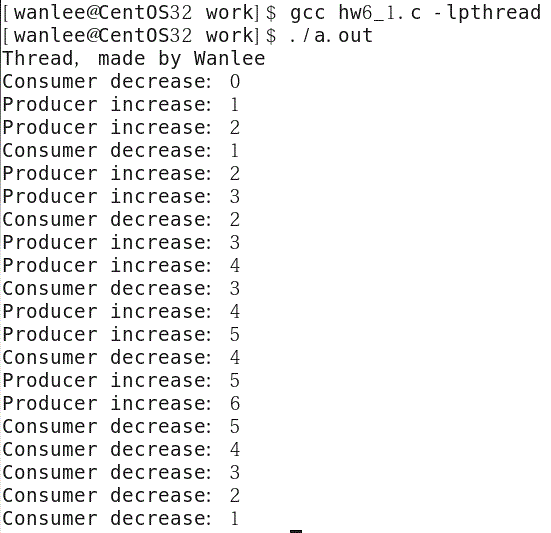 [wanlee@CentOS32 work]$ gcc hw6_1.c -lpthread
[wanlee@CentOS32 work]$ ./a.out
Thread, made by Wanlee
Consumer decrease: 0
Producer increase: 1
Producer increase: 2
Consumer decrease: 1
Producer increase: 2
Producer increase: 3
Consumer decrease: 2
Producer increase: 3
Producer increase: 4
Consumer decrease: 3
Producer increase: 4
Producer increase: 5
Consumer decrease: 4
Producer increase: 5
Producer increase: 6
Consumer decrease: 5
Consumer decrease: 4
Consumer decrease: 3
Consumer decrease: 2
Consumer decrease: 1